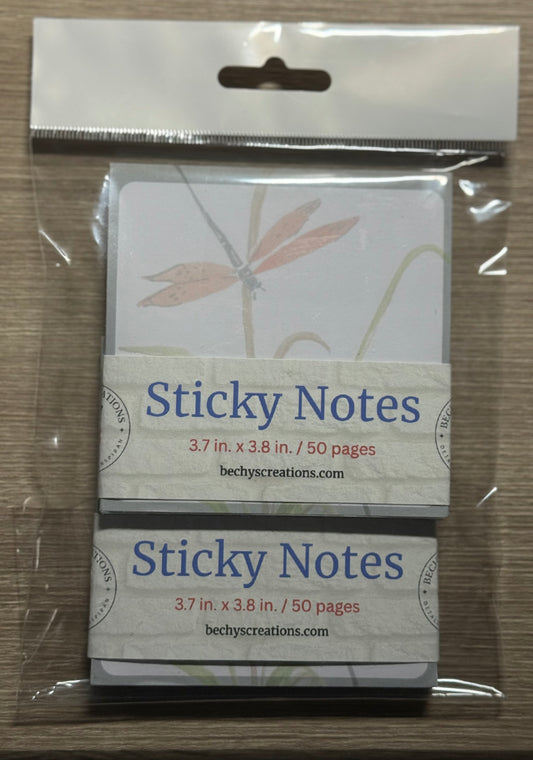 Sticky Notes
3.7 in. x 3.8 in. / 50 pages
bechyscreations.com
Sticky Notes
3.7 in. x 3.8 in. / 50 pages
bechyscreations.com